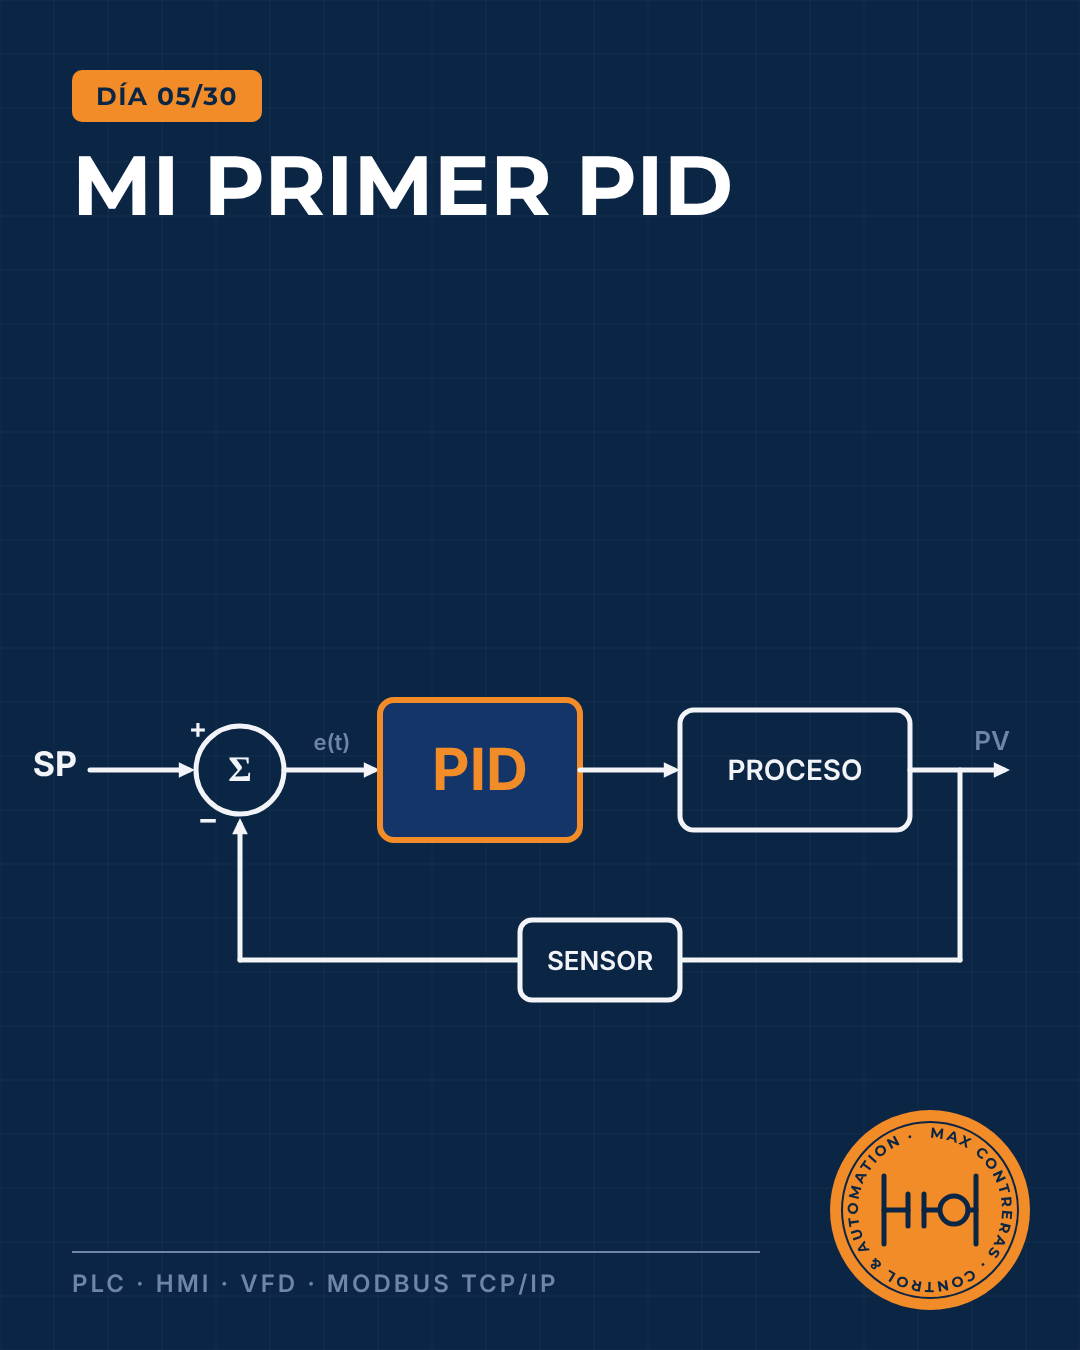 DÍA 05/30
MI PRIMER PID
+
SP
Σ
e(t)
PID
PROCESO
PV
−
SENSOR
MAX CONTRERAS · CONTROL & AUTOMATION ·
PLC · HMI · VFD · MODBUS TCP/IP